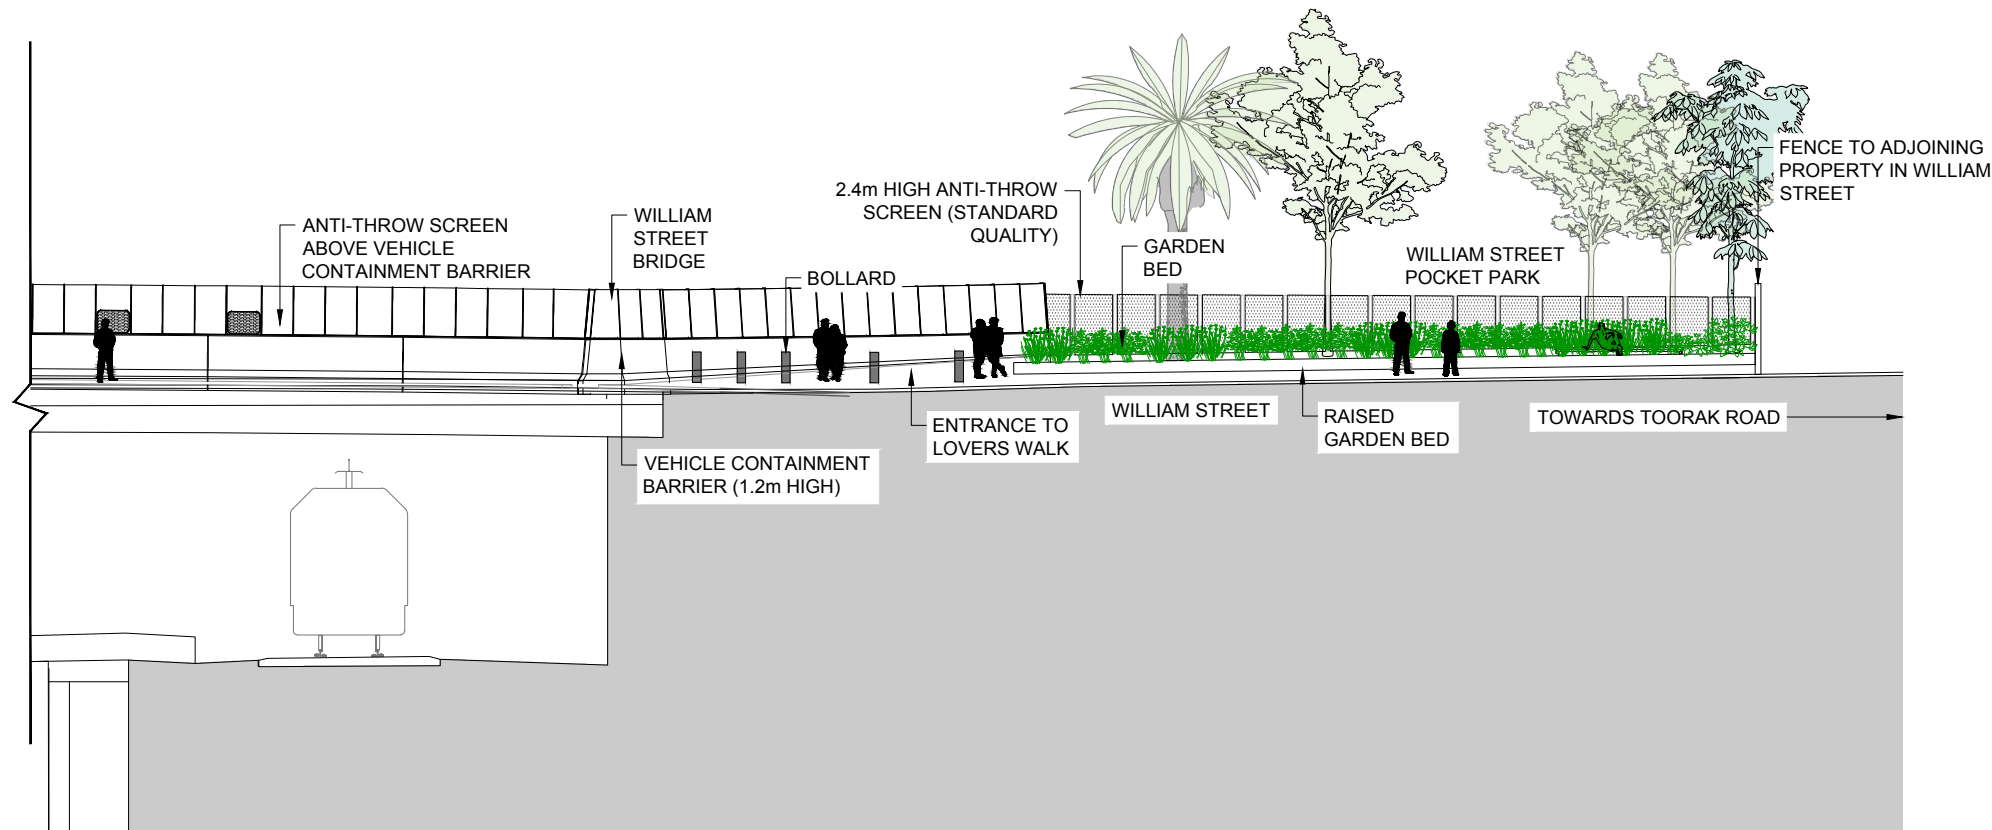 ANTI-THROW SCREEN
ABOVE VEHICLE
CONTAINMENT BARRIER
WILLIAM
STREET
BRIDGE
BOLLARD
2.4m HIGH ANTI-THROW
SCREEN (STANDARD
QUALITY)
GARDEN
BED
WILLIAM STREET
POCKET PARK
FENCE TO ADJOINING
PROPERTY IN WILLIAM
STREET
VEHICLE CONTAINMENT
BARRIER (1.2m HIGH)
ENTRANCE TO
LOVERS WALK
WILLIAM STREET
RAISED
GARDEN BED
TOWARDS TOORAK ROAD